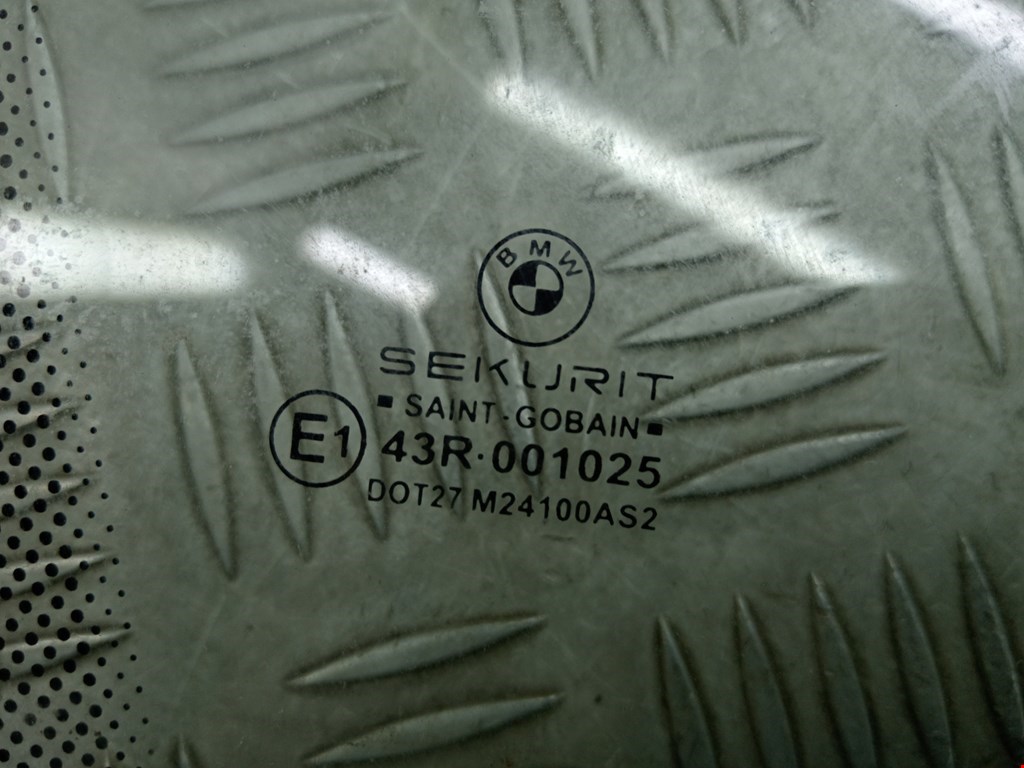 BMW
SEKURIT
▪ SAINT-GOBAIN ▪
E1 43R·001025
DOT27 M24100AS2